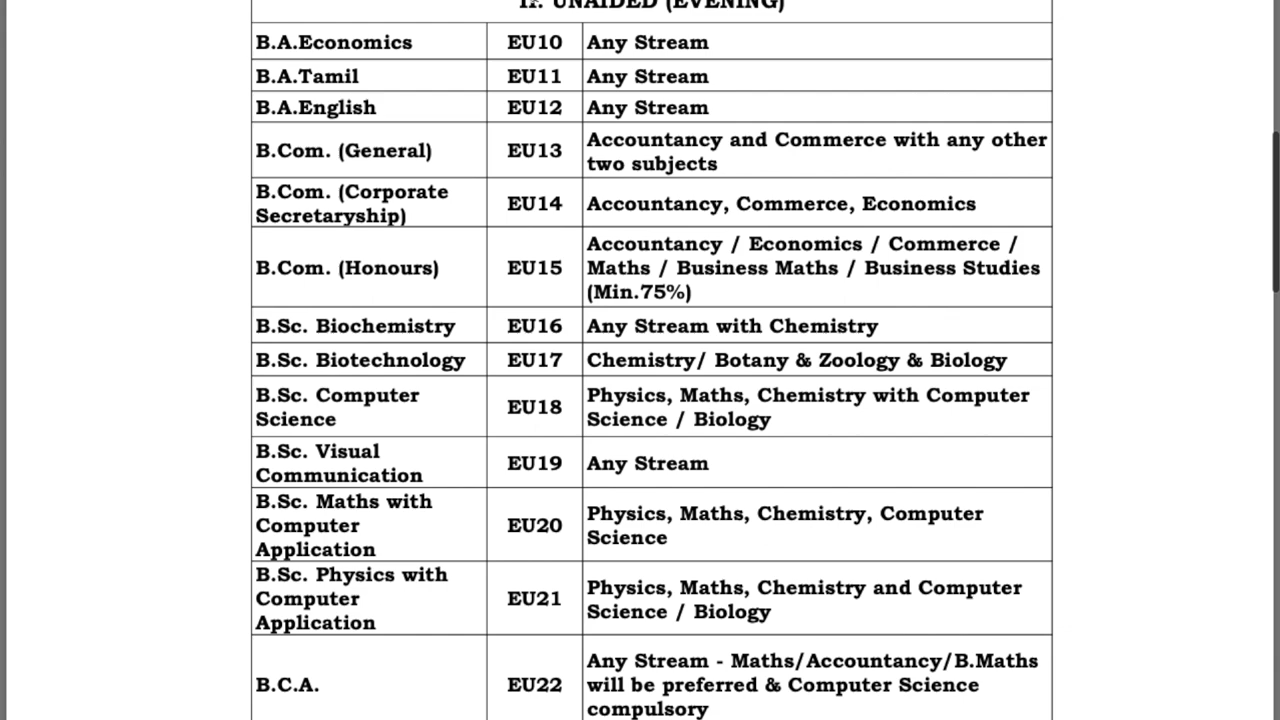 II. UNAIDED (EVENING)
B.A.Economics EU10 Any Stream
B.A.Tamil EU11 Any Stream
B.A.English EU12 Any Stream
B.Com. (General) EU13 Accountancy and Commerce with any other
two subjects
B.Com. (Corporate
Secretaryship) EU14 Accountancy, Commerce, Economics
B.Com. (Honours) EU15 Accountancy / Economics / Commerce /
Maths / Business Maths / Business Studies
(Min.75%)
B.Sc. Biochemistry EU16 Any Stream with Chemistry
B.Sc. Biotechnology EU17 Chemistry/ Botany & Zoology & Biology
B.Sc. Computer
Science EU18 Physics, Maths, Chemistry with Computer
Science / Biology
B.Sc. Visual
Communication EU19 Any Stream
B.Sc. Maths with
Computer
Application EU20 Physics, Maths, Chemistry, Computer
Science
B.Sc. Physics with
Computer
Application EU21 Physics, Maths, Chemistry and Computer
Science / Biology
B.C.A. EU22 Any Stream - Maths/Accountancy/B.Maths
will be preferred & Computer Science
compulsory